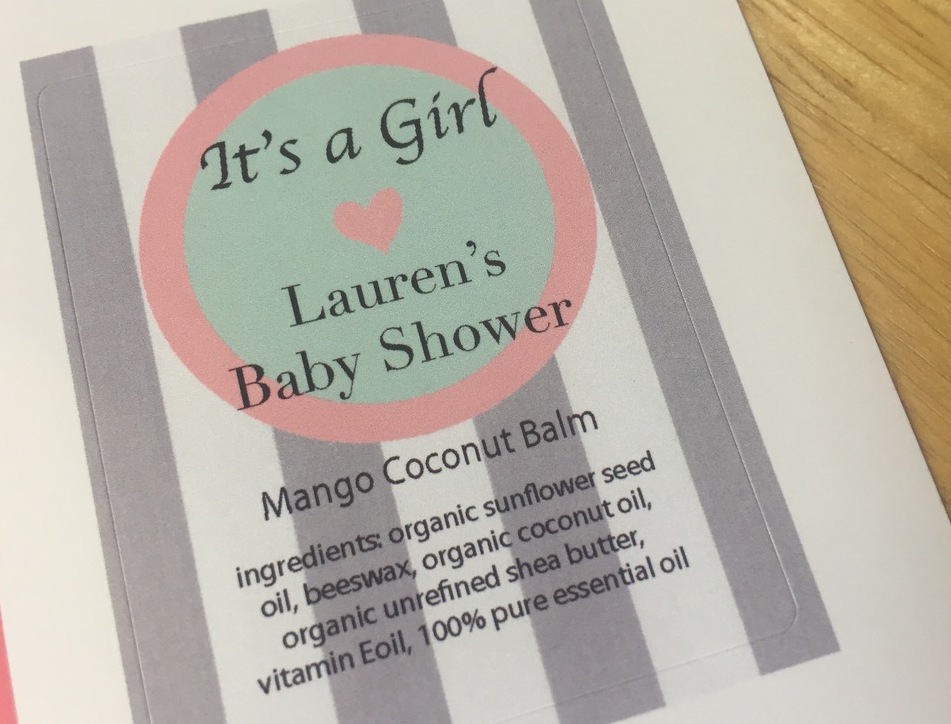 It's a Girl
Lauren's
Baby Shower
Mango Coconut Balm
ingredients: organic sunflower seed
oil, beeswax, organic coconut oil,
organic unrefined shea butter,
vitamin Eoil, 100% pure essential oil